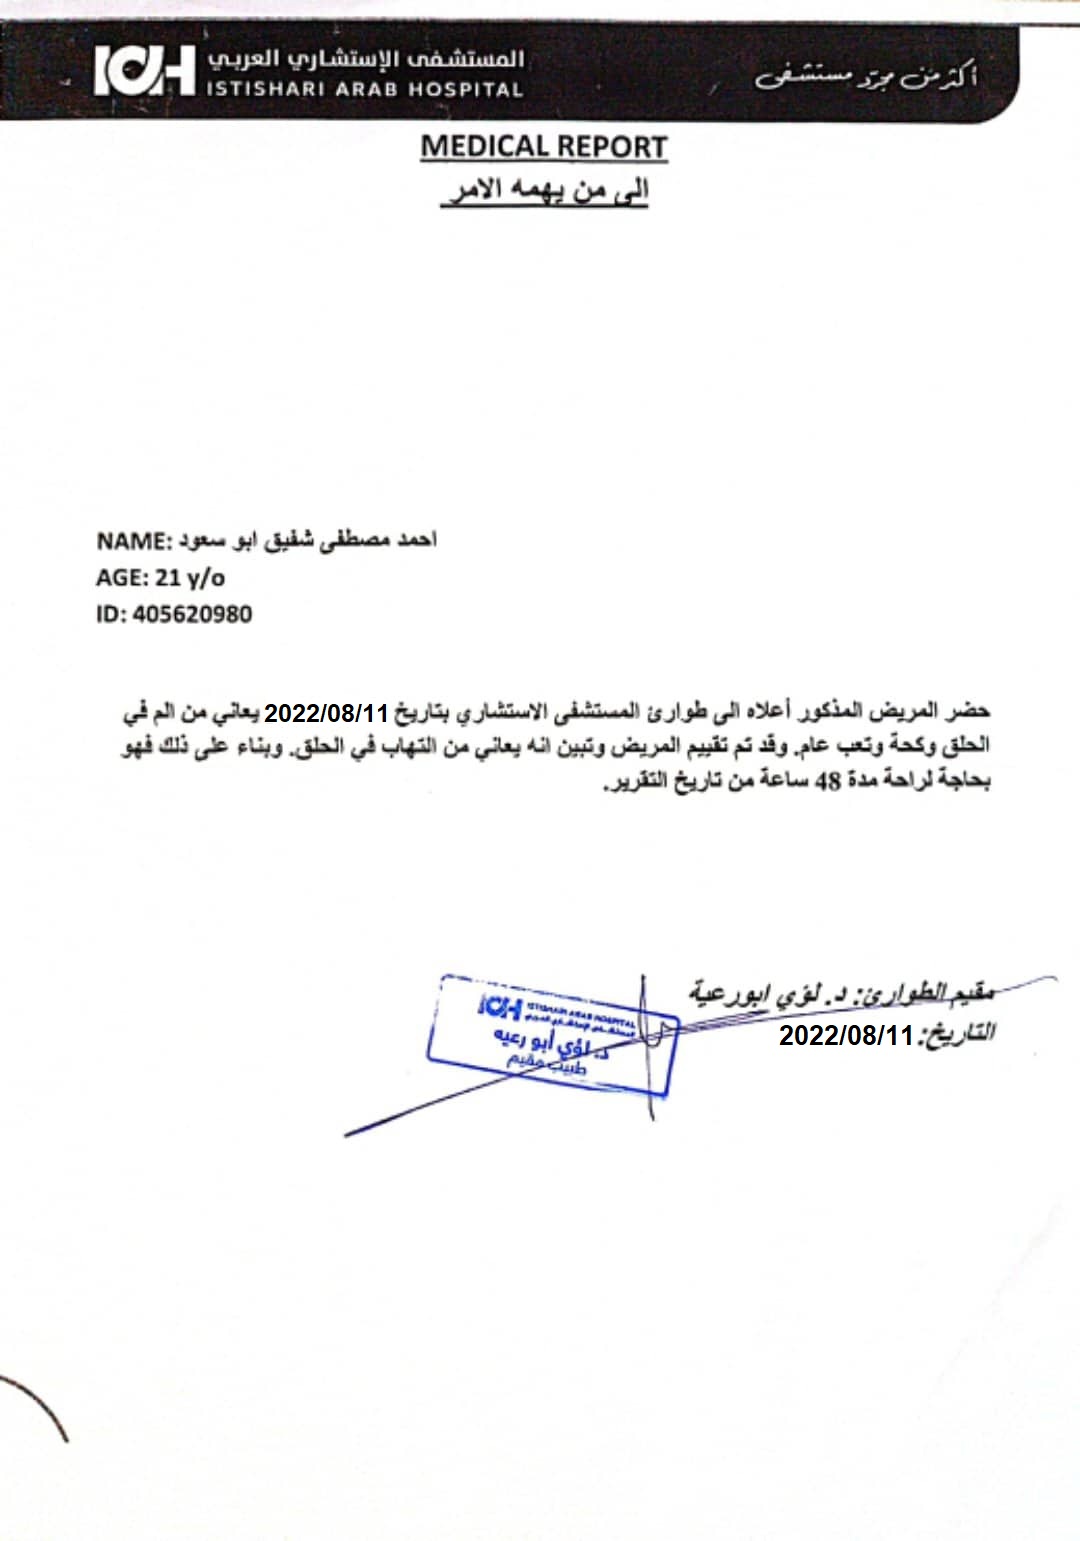 المستشفى الإستشاري العربي
ICH ISTISHARI ARAB HOSPITAL
أكثر من مجرد مستشفى
MEDICAL REPORT
الى من يهمه الامر
NAME: احمد مصطفى شفيق ابو سعود
AGE: 21 y/o
ID: 405620980
حضر المريض المذكور أعلاه الى طوارئ المستشفى الاستشاري بتاريخ 2022/08/11 يعاني من الم في
الحلق وكحة وتعب عام. وقد تم تقييم المريض وتبين انه يعاني من التهاب في الحلق. وبناء على ذلك فهو
بحاجة لراحة مدة 48 ساعة من تاريخ التقرير.
مقيم الطوارئ: د. لؤي ابورعية
التاريخ: 2022/08/11
ICH ISTISHARI ARAB HOSPITAL
المستشفى الإستشاري العربي
د. لؤي أبو رعيه
طبيب مقيم